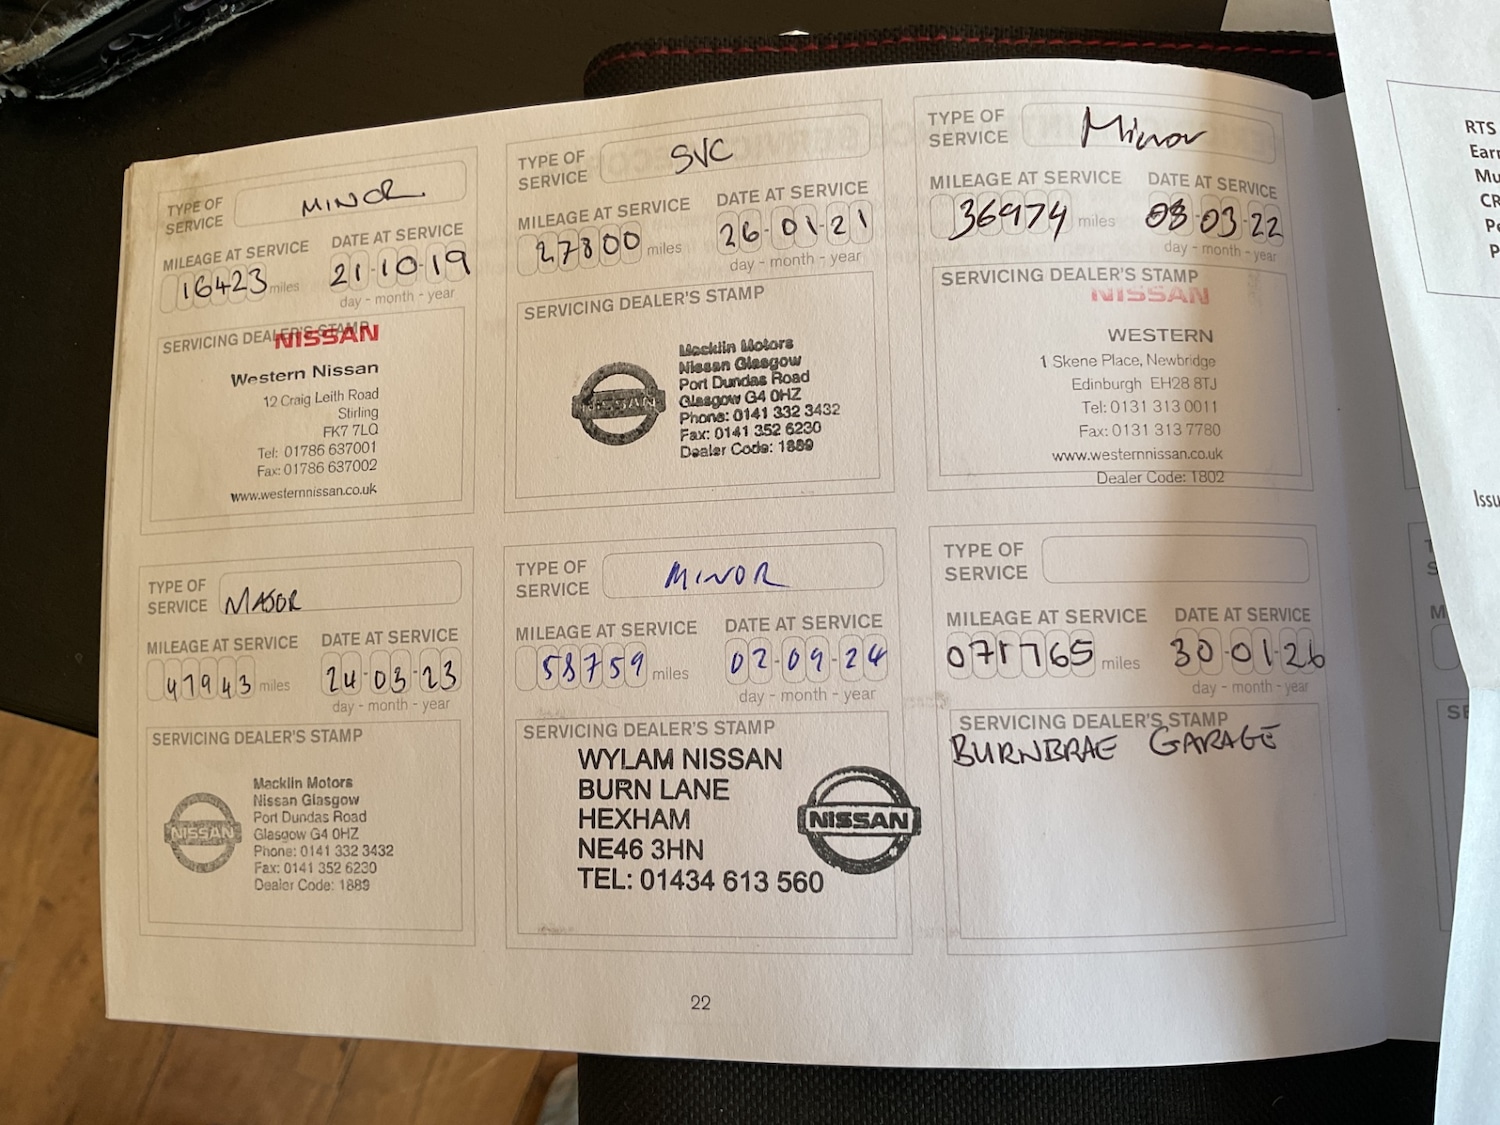 TYPE OF
SERVICE
MINOR
MILEAGE AT SERVICE
DATE AT SERVICE
16423 miles
21-10-19
day - month - year
SERVICING DEALER'S STAMP
NISSAN
Western Nissan
12 Craig Leith Road
Stirling
FK7 7LQ
Tel: 01786 637001
Fax: 01786 637002
www.westernnissan.co.uk
TYPE OF
SERVICE
SVC
MILEAGE AT SERVICE
DATE AT SERVICE
27800 miles
26-01-21
day - month - year
SERVICING DEALER'S STAMP
NISSAN
Macklin Motors
Nissan Glasgow
Port Dundas Road
Glasgow G4 0HZ
Phone: 0141 332 3432
Fax: 0141 352 6230
Dealer Code: 1889
TYPE OF
SERVICE
Minor
MILEAGE AT SERVICE
DATE AT SERVICE
36974 miles
08-03-22
day - month - year
SERVICING DEALER'S STAMP
NISSAN
WESTERN
1 Skene Place, Newbridge
Edinburgh EH28 8TJ
Tel: 0131 313 0011
Fax: 0131 313 7780
www.westernnissan.co.uk
Dealer Code: 1802
TYPE OF
SERVICE
MAJOR
MILEAGE AT SERVICE
DATE AT SERVICE
47943 miles
24-03-23
day - month - year
SERVICING DEALER'S STAMP
NISSAN
Macklin Motors
Nissan Glasgow
Port Dundas Road
Glasgow G4 0HZ
Phone: 0141 332 3432
Fax: 0141 352 6230
Dealer Code: 1889
TYPE OF
SERVICE
MINOR
MILEAGE AT SERVICE
DATE AT SERVICE
58759 miles
02-09-24
day - month - year
SERVICING DEALER'S STAMP
WYLAM NISSAN
BURN LANE
HEXHAM
NE46 3HN
TEL: 01434 613 560
NISSAN
TYPE OF
SERVICE
MILEAGE AT SERVICE
DATE AT SERVICE
071765 miles
30-01-26
day - month - year
SERVICING DEALER'S STAMP
BURNBRAE GARAGE
22
RTS